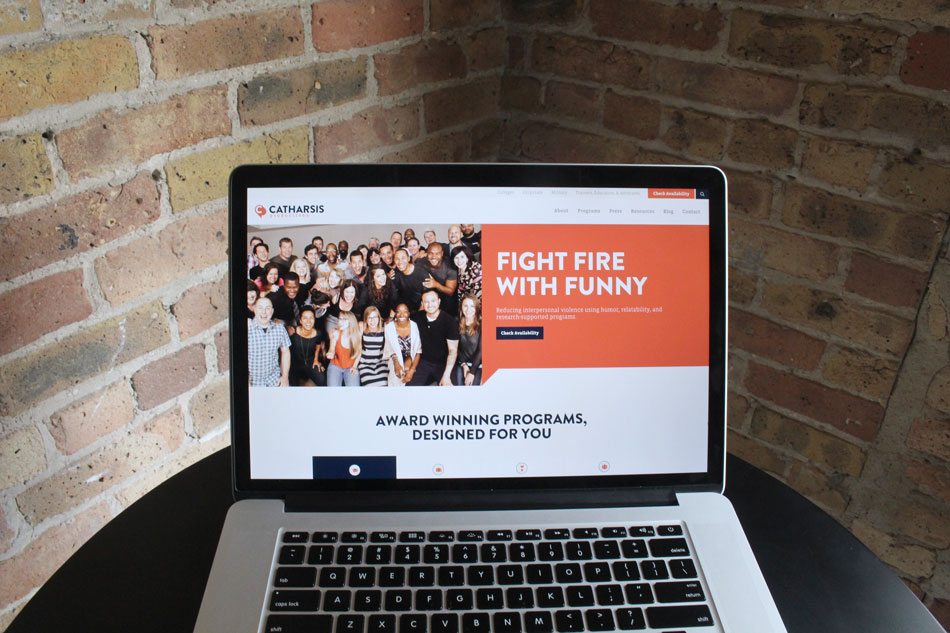 Colleges Hospitals Military Trainers, Educators, & Advocates Check Availability
CATHARSIS
PRODUCTIONS
About Programs Press Resources Blog Contact
FIGHT FIRE
WITH FUNNY
Reducing interpersonal violence using humor, relatability, and
research-supported programs.
Check Availability
AWARD WINNING PROGRAMS,
DESIGNED FOR YOU
esc
! @ # $ % ^ & * ( )
1 2 3 4 5 6 7 8 9 0 delete
tab Q W E R T Y U I O P
caps lock A S D F G H J K L enter
return
shift Z X C V B N M shift